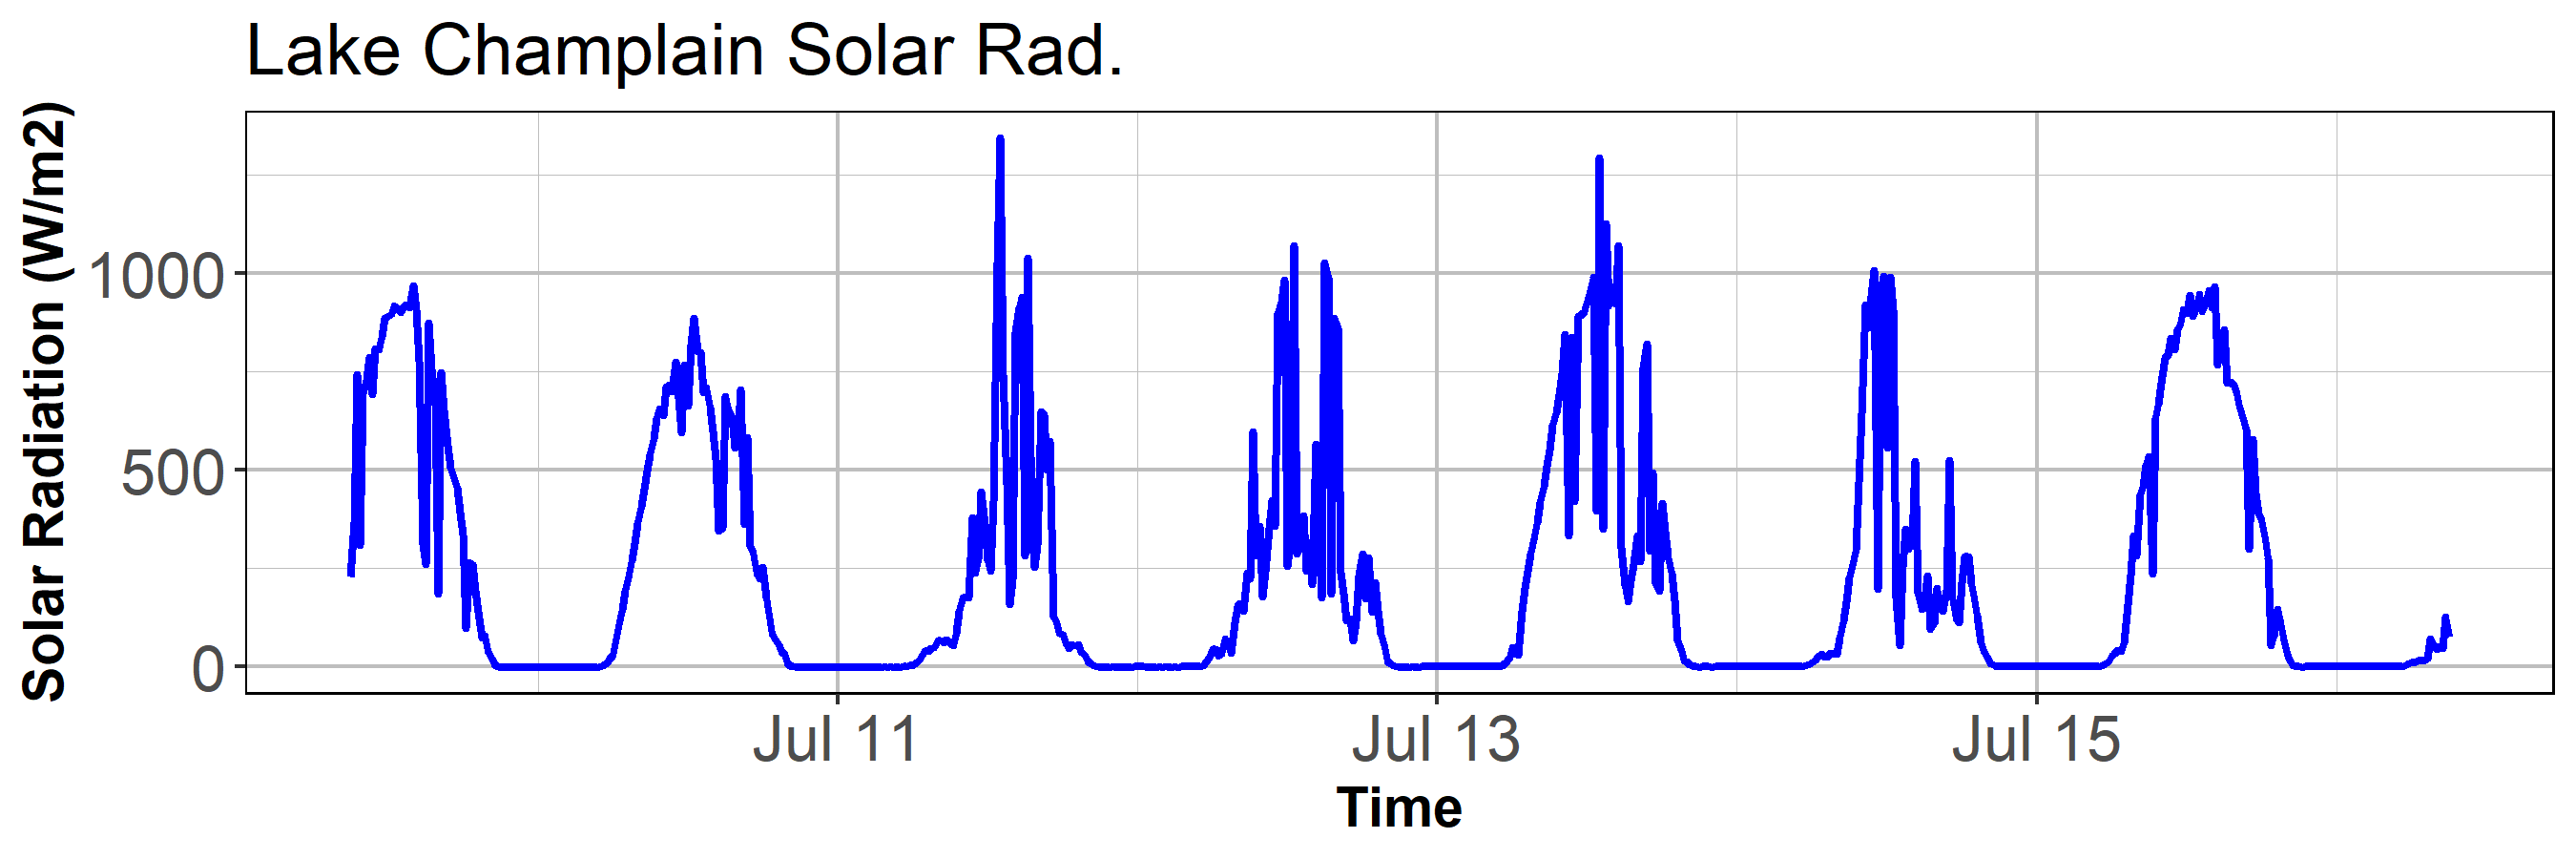 Lake Champlain Solar Rad.
Solar Radiation (W/m2)
1000
500
0
Jul 11 Jul 13 Jul 15
Time